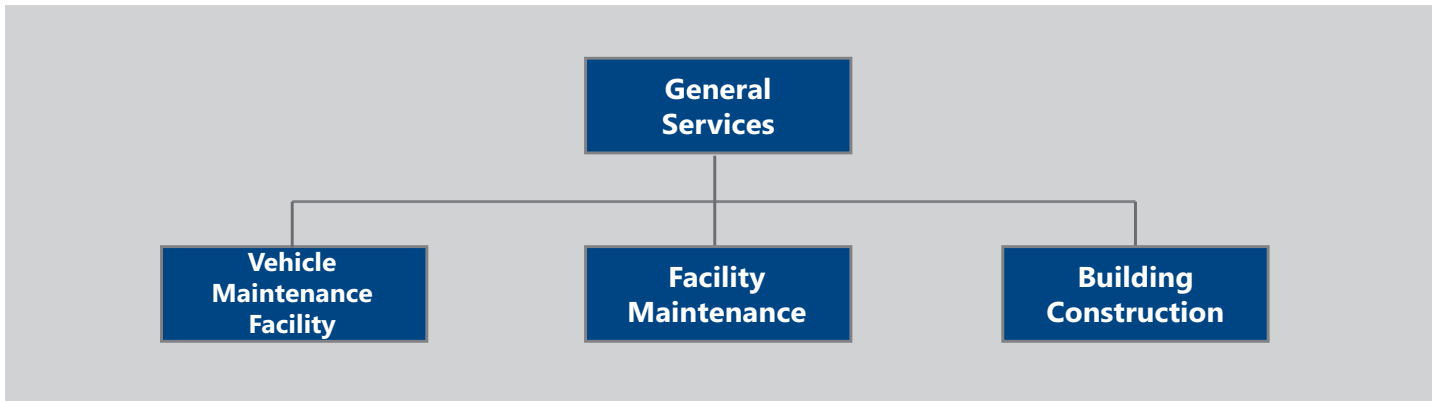 General
Services
Vehicle
Maintenance
Facility
Facility
Maintenance
Building
Construction